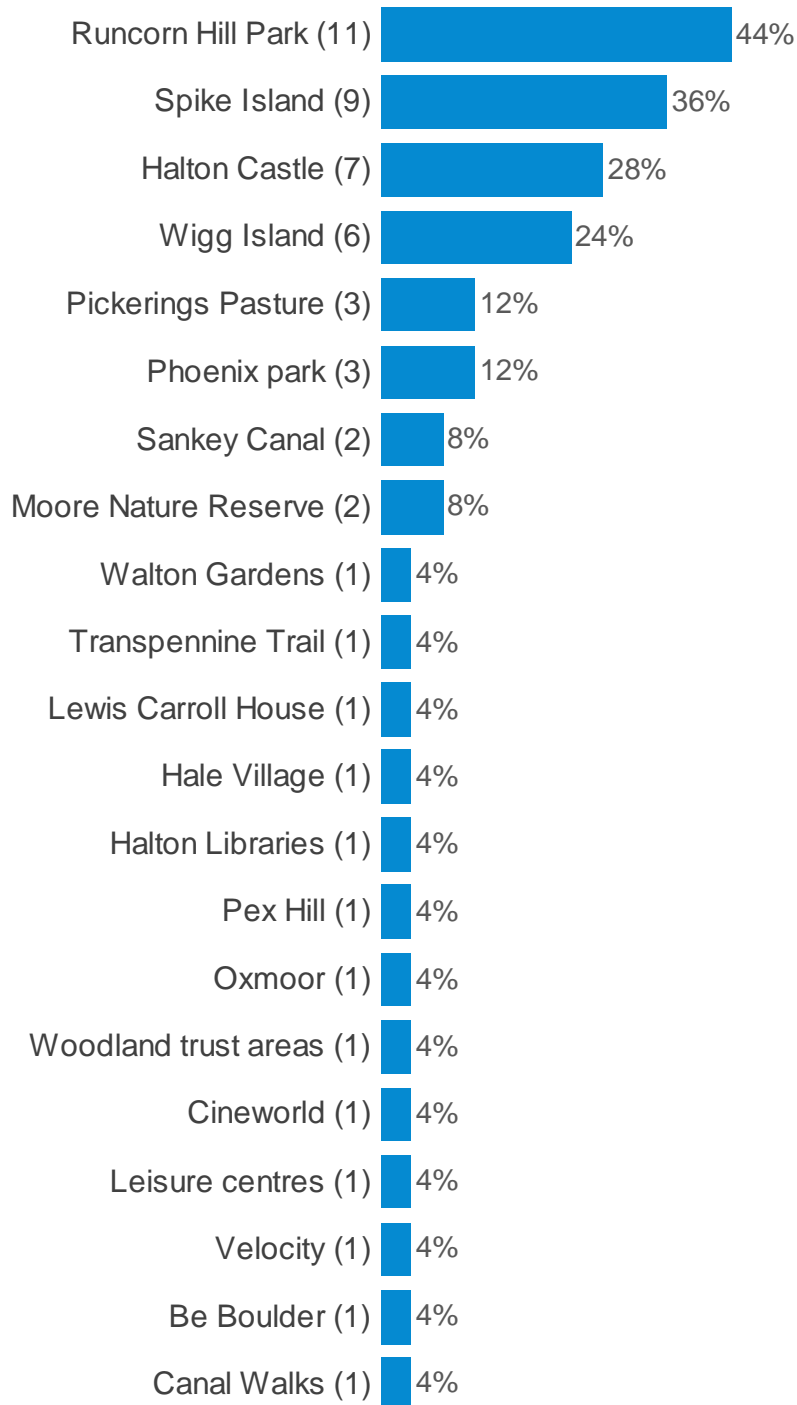 Runcorn Hill Park (11) 44%
Spike Island (9) 36%
Halton Castle (7) 28%
Wigg Island (6) 24%
Pickerings Pasture (3) 12%
Phoenix park (3) 12%
Sankey Canal (2) 8%
Moore Nature Reserve (2) 8%
Walton Gardens (1) 4%
Transpennine Trail (1) 4%
Lewis Carroll House (1) 4%
Hale Village (1) 4%
Halton Libraries (1) 4%
Pex Hill (1) 4%
Oxmoor (1) 4%
Woodland trust areas (1) 4%
Cineworld (1) 4%
Leisure centres (1) 4%
Velocity (1) 4%
Be Boulder (1) 4%
Canal Walks (1) 4%